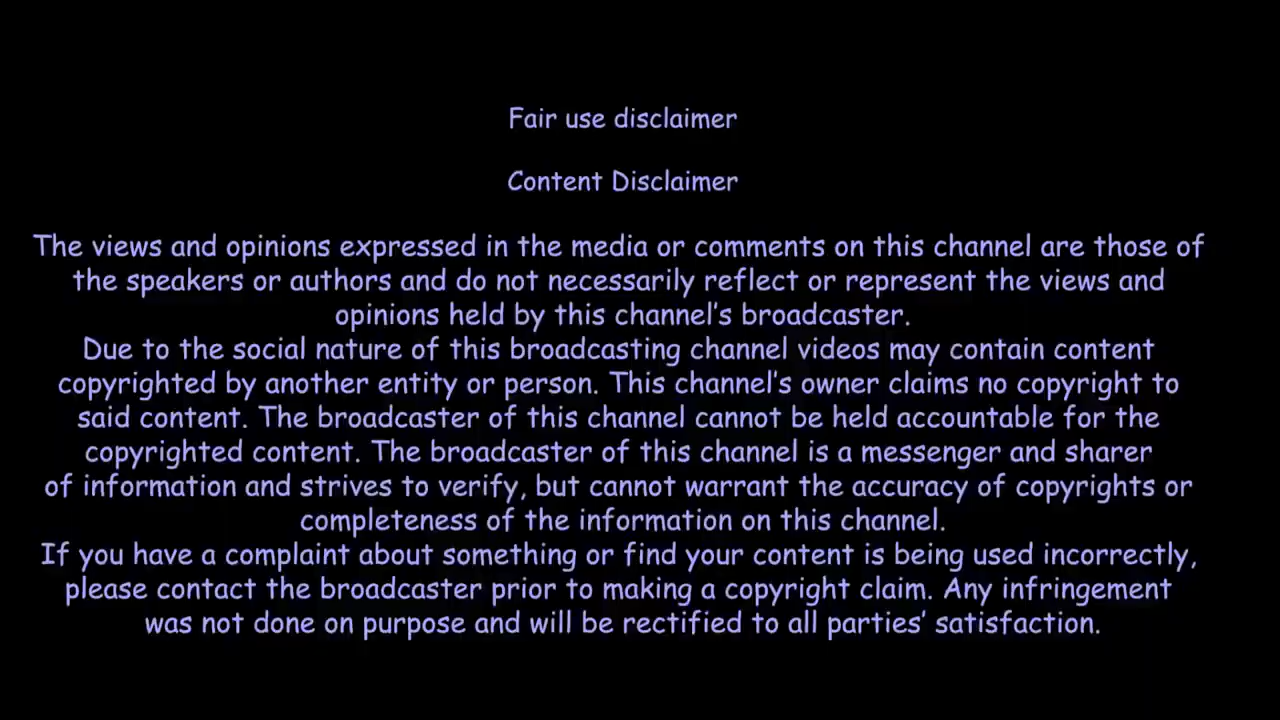 Fair use disclaimer
Content Disclaimer
The views and opinions expressed in the media or comments on this channel are those of
the speakers or authors and do not necessarily reflect or represent the views and
opinions held by this channel’s broadcaster.
Due to the social nature of this broadcasting channel videos may contain content
copyrighted by another entity or person. This channel’s owner claims no copyright to
said content. The broadcaster of this channel cannot be held accountable for the
copyrighted content. The broadcaster of this channel is a messenger and sharer
of information and strives to verify, but cannot warrant the accuracy of copyrights or
completeness of the information on this channel.
If you have a complaint about something or find your content is being used incorrectly,
please contact the broadcaster prior to making a copyright claim. Any infringement
was not done on purpose and will be rectified to all parties’ satisfaction.